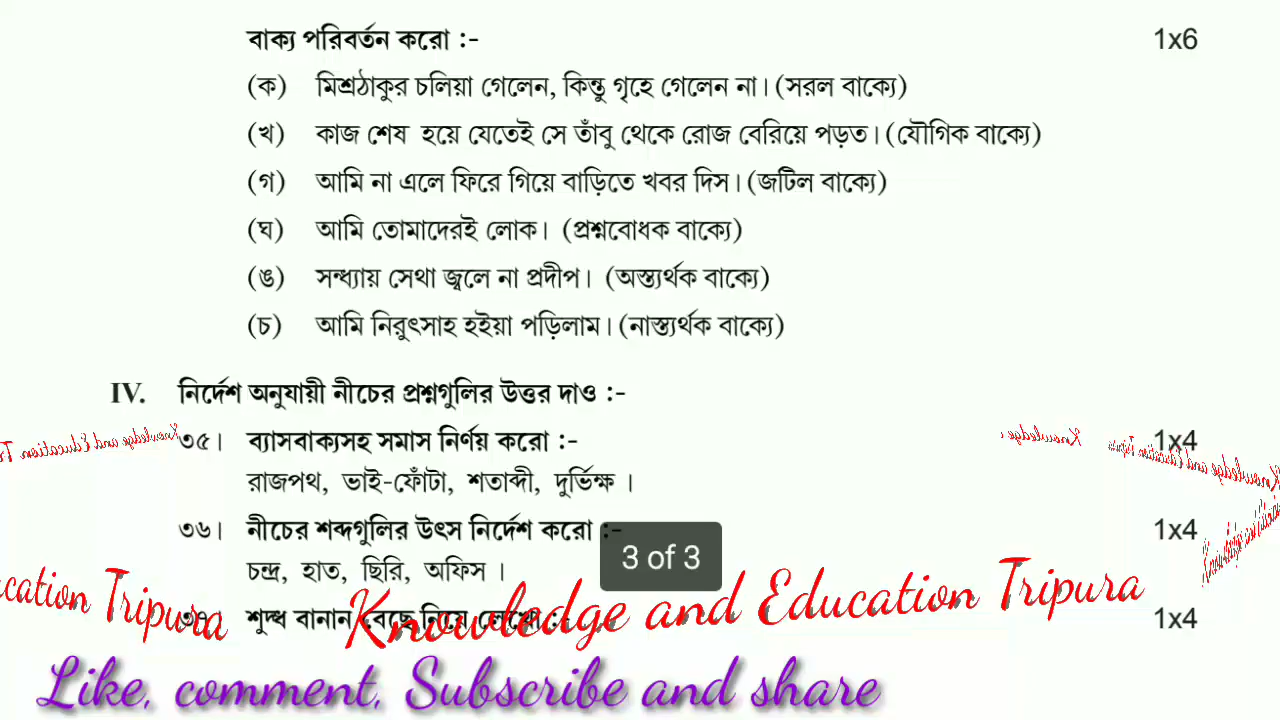 বাক্য পরিবর্তন করো :- 1x6
(ক) মিশ্রঠাকুর চলিয়া গেলেন, কিন্তু গৃহে গেলেন না। (সরল বাক্যে)
(খ) কাজ শেষ হয়ে যেতেই সে তাঁবু থেকে রোজ বেরিয়ে পড়ত। (যৌগিক বাক্যে)
(গ) আমি না এলে ফিরে গিয়ে বাড়িতে খবর দিস। (জটিল বাক্যে)
(ঘ) আমি তোমাদেরই লোক। (প্রশ্নবোধক বাক্যে)
(ঙ) সন্ধ্যায় সেথা জ্বলে না প্রদীপ। (অস্ত্যর্থক বাক্যে)
(চ) আমি নিরুৎসাহ হইয়া পড়িলাম। (নাস্ত্যর্থক বাক্যে)
IV. নির্দেশ অনুযায়ী নীচের প্রশ্নগুলির উত্তর দাও :-
৩৫। ব্যাসবাক্যসহ সমাস নির্ণয় করো :- 1x4
রাজপথ, ভাই-ফোঁটা, শতাব্দী, দুর্ভিক্ষ।
৩৬। নীচের শব্দগুলির উৎস নির্দেশ করো :- 1x4
চন্দ্র, হাত, ছিরি, অফিস।
3 of 3
৩৭ শুদ্ধ বানান বেছে নিয়ে লেখো :- 1x4
Knowledge and Education Tripura
cation Tripura
Like, comment, Subscribe and share